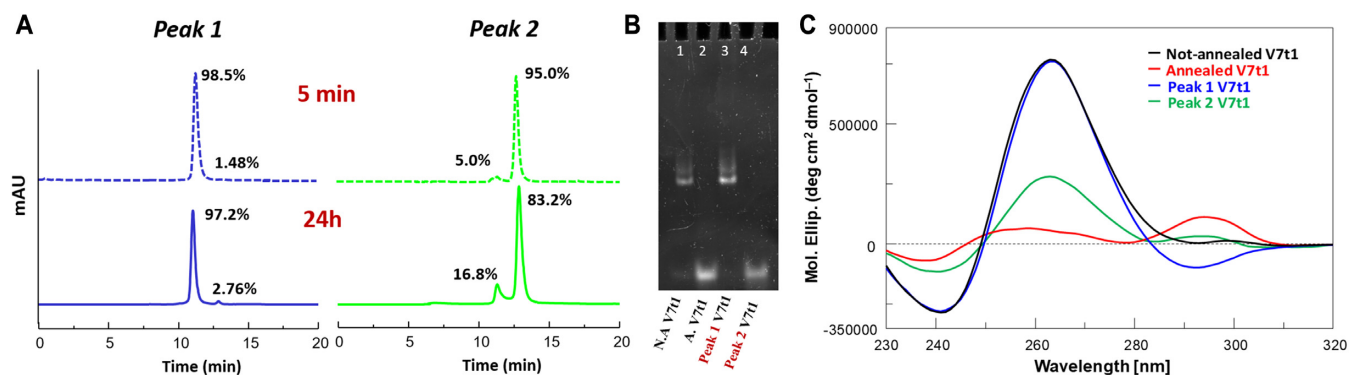 A
Peak 1
Peak 2
98.5%
1.48%
5 min
95.0%
5.0%
97.2%
2.76%
24h
83.2%
16.8%
mAU
0 5 10 15 20
0 5 10 15 20
Time (min)
Time (min)
B
1 2 3 4
N.A V7t1
A. V7t1
Peak 1 V7t1
Peak 2 V7t1
C
900000
500000
0
-350000
Mol. Ellip. (deg cm² dmol⁻¹)
Not-annealed V7t1
Annealed V7t1
Peak 1 V7t1
Peak 2 V7t1
230 240 260 280 300 320
Wavelength [nm]